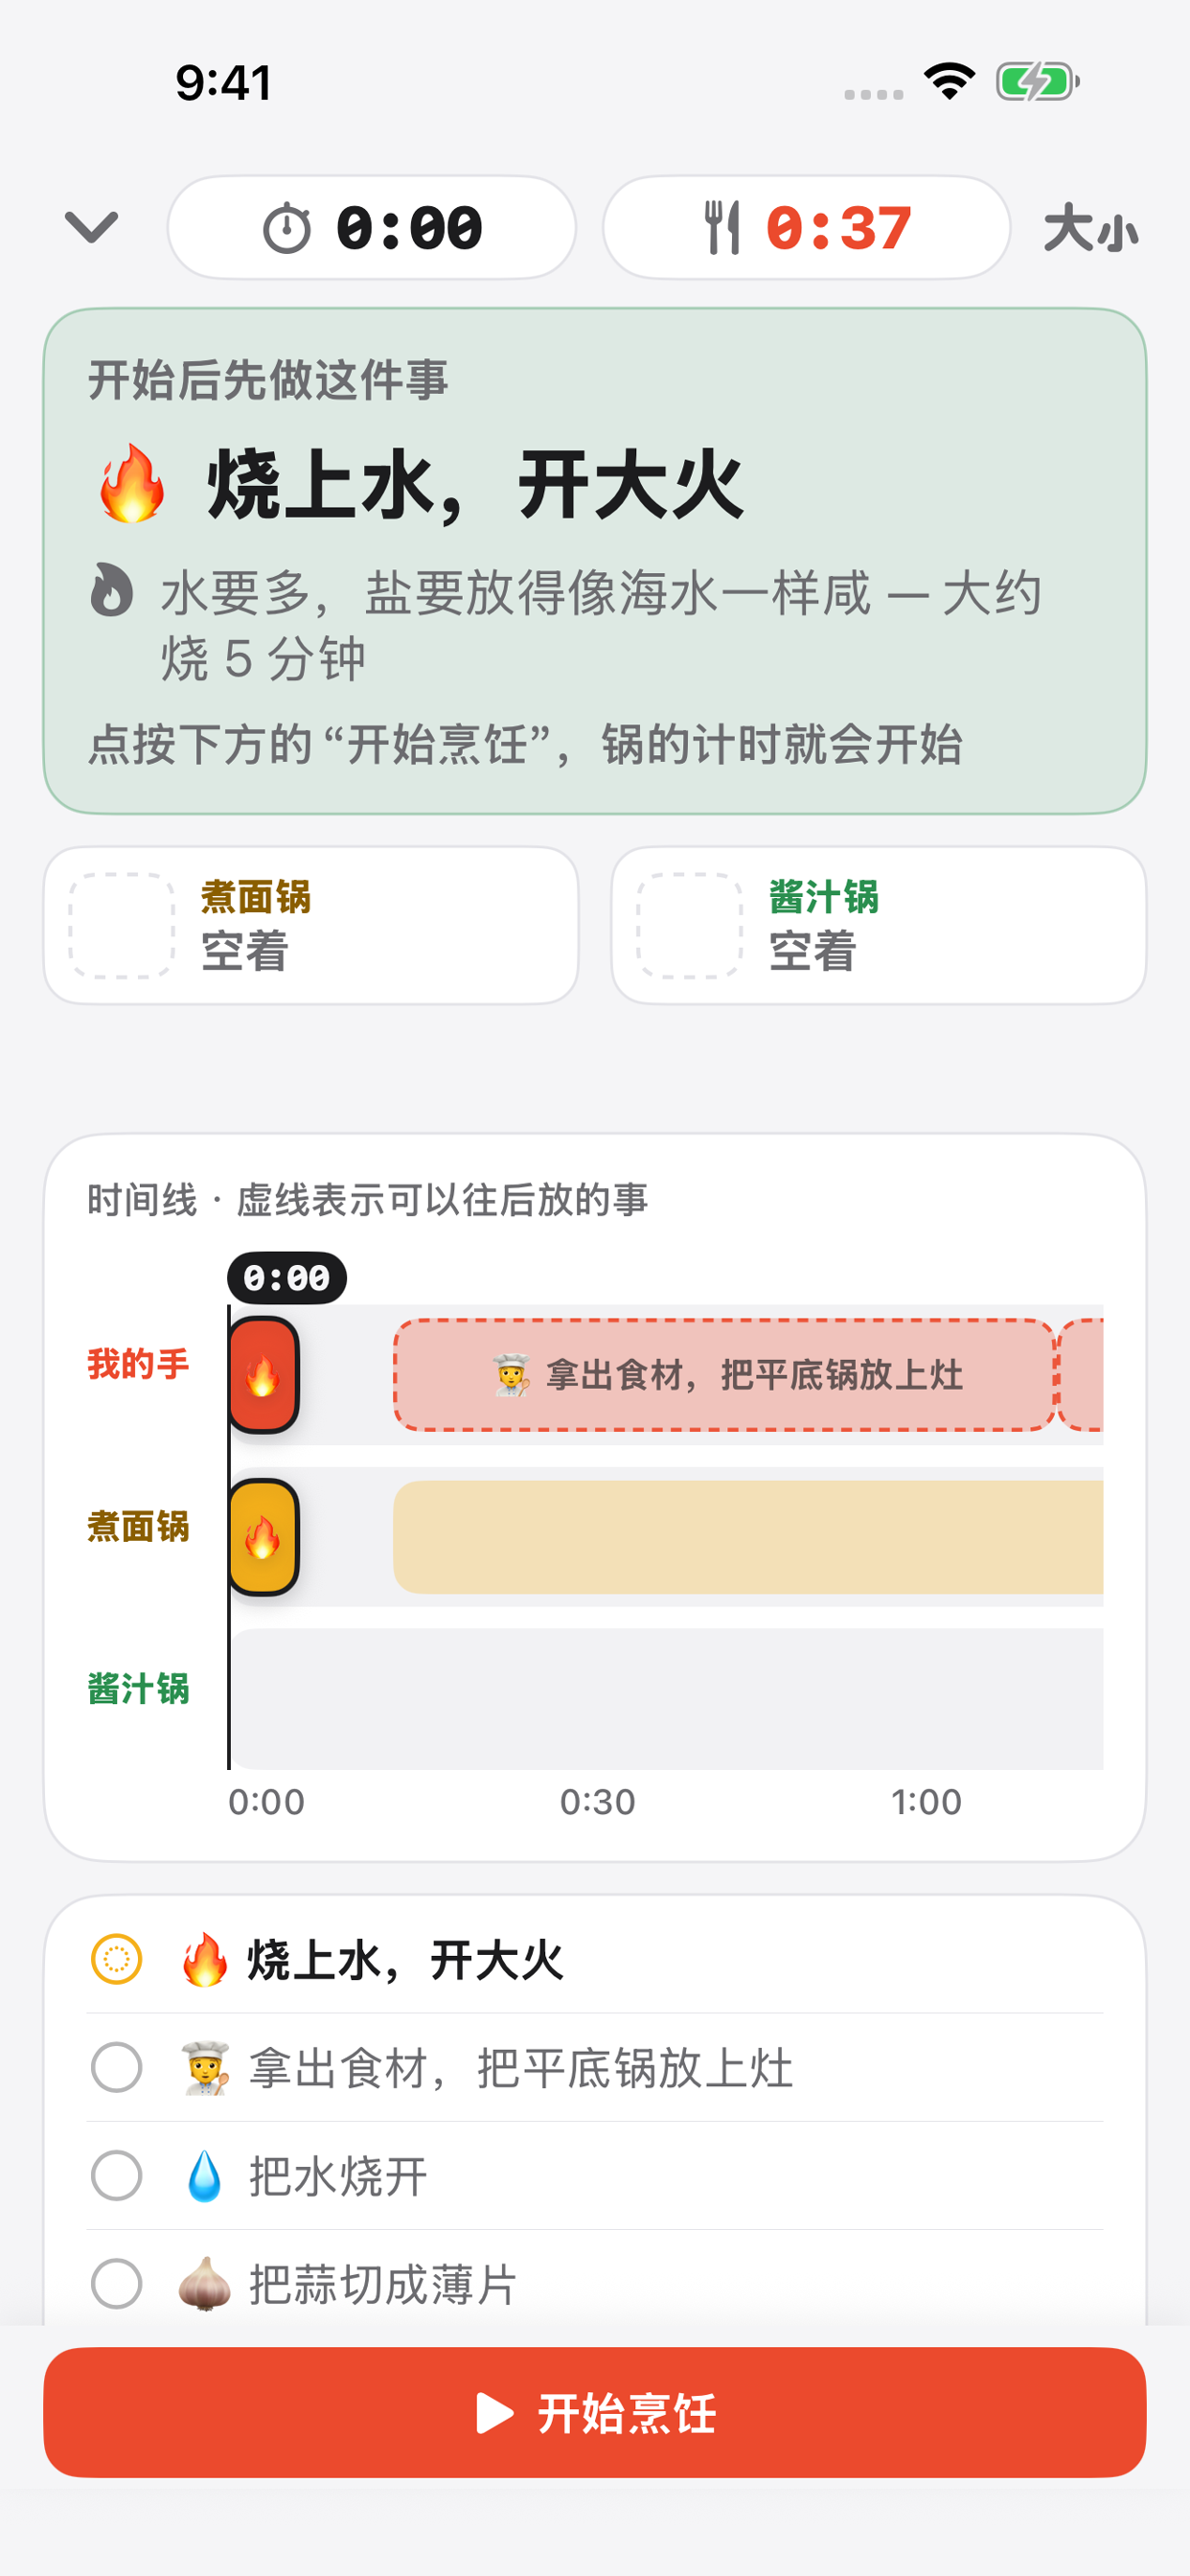 9:41
0:00
0:37
大小
开始后先做这件事
烧上水，开大火
水要多，盐要放得像海水一样咸 — 大约
烧 5 分钟
点按下方的 “开始烹饪”，锅的计时就会开始
煮面锅
空着
酱汁锅
空着
时间线 · 虚线表示可以往后放的事
0:00
我的手
拿出食材，把平底锅放上灶
煮面锅
酱汁锅
0:00
0:30
1:00
烧上水，开大火
拿出食材，把平底锅放上灶
把水烧开
把蒜切成薄片
开始烹饪